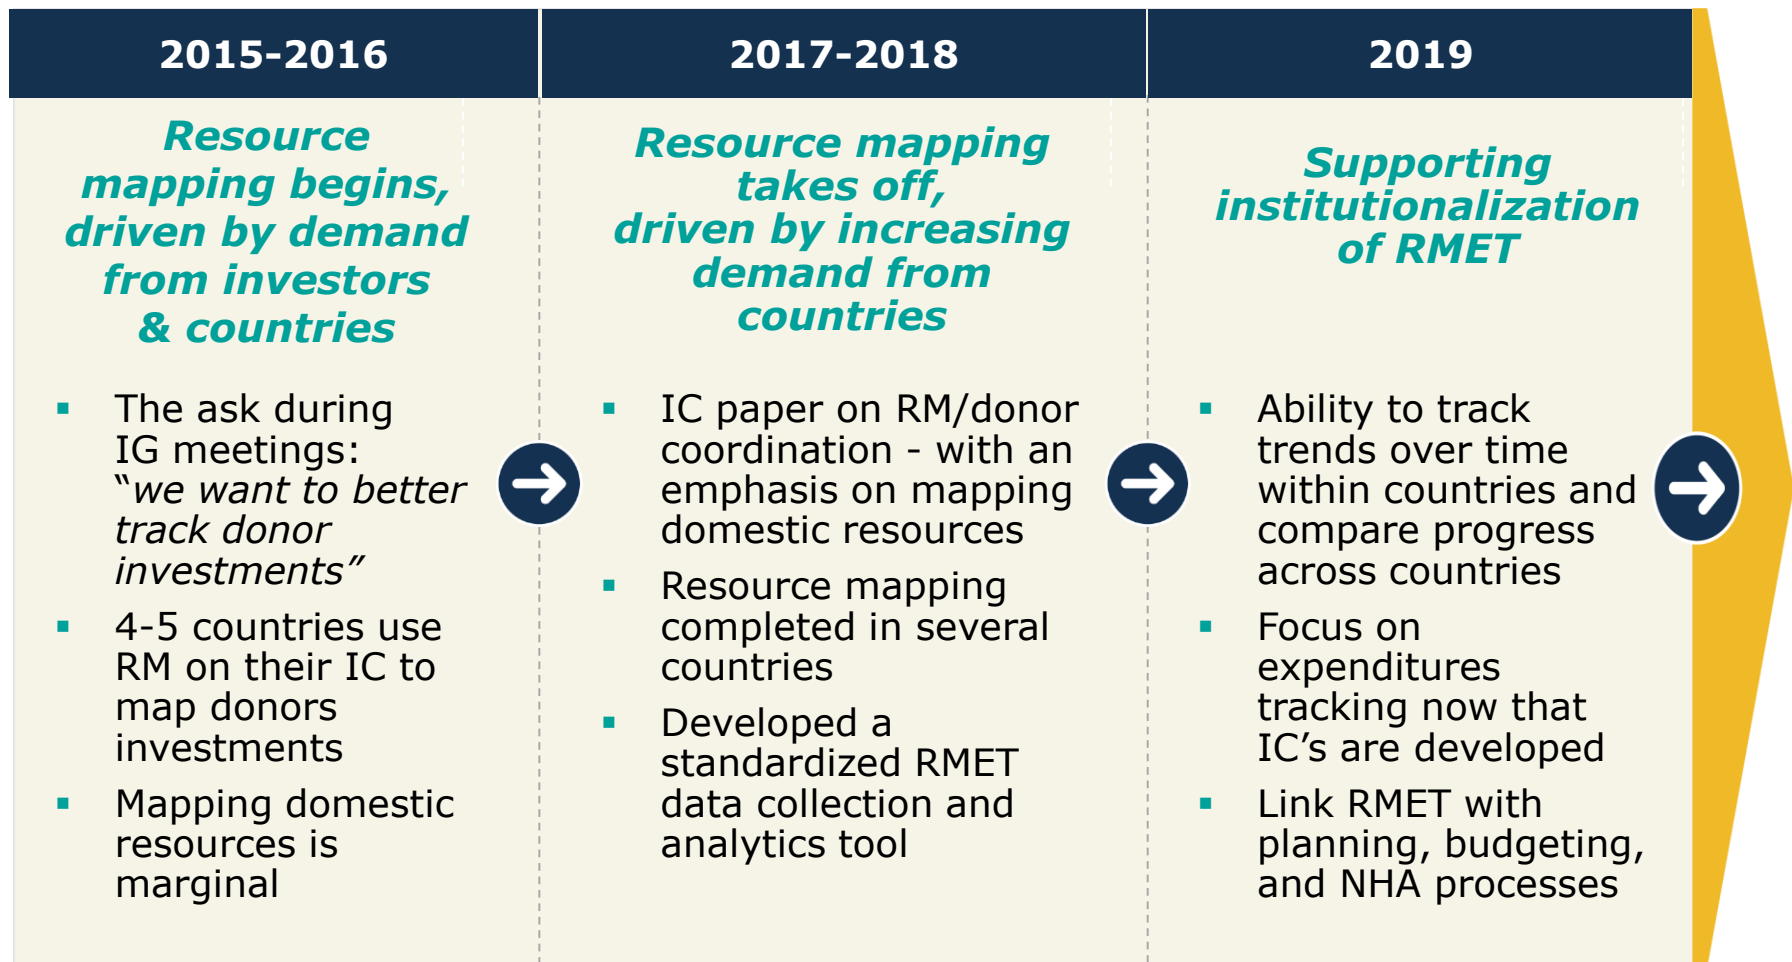 2015-2016
Resource
mapping begins,
driven by demand
from investors
& countries
▪ The ask during
IG meetings:
“we want to better
track donor
investments”
▪ 4-5 countries use
RM on their IC to
map donors
investments
▪ Mapping domestic
resources is
marginal
2017-2018
Resource mapping
takes off,
driven by increasing
demand from
countries
▪ IC paper on RM/donor
coordination - with an
emphasis on mapping
domestic resources
▪ Resource mapping
completed in several
countries
▪ Developed a
standardized RMET
data collection and
analytics tool
2019
Supporting
institutionalization
of RMET
▪ Ability to track
trends over time
within countries and
compare progress
across countries
▪ Focus on
expenditures
tracking now that
IC’s are developed
▪ Link RMET with
planning, budgeting,
and NHA processes